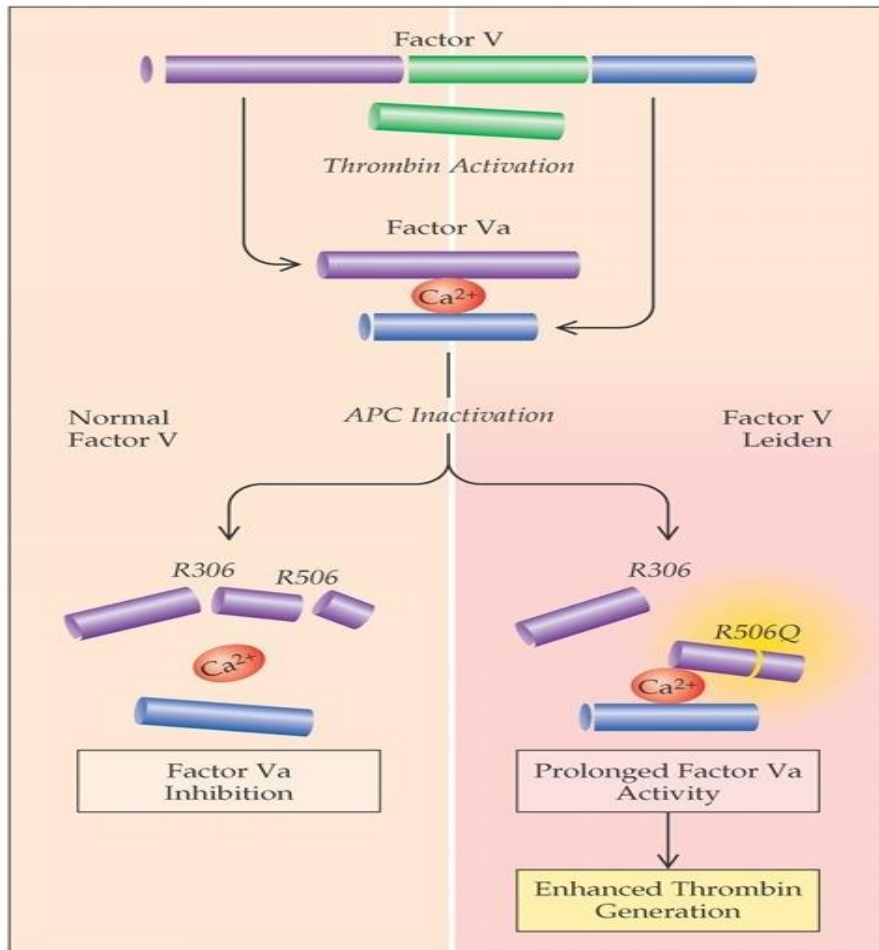 Factor V
Thrombin Activation
Factor Va
Ca²⁺
Normal
Factor V
APC Inactivation
Factor V
Leiden
R306
R506
Ca²⁺
Factor Va
Inhibition
R306
R506Q
Ca²⁺
Prolonged Factor Va
Activity
Enhanced Thrombin
Generation